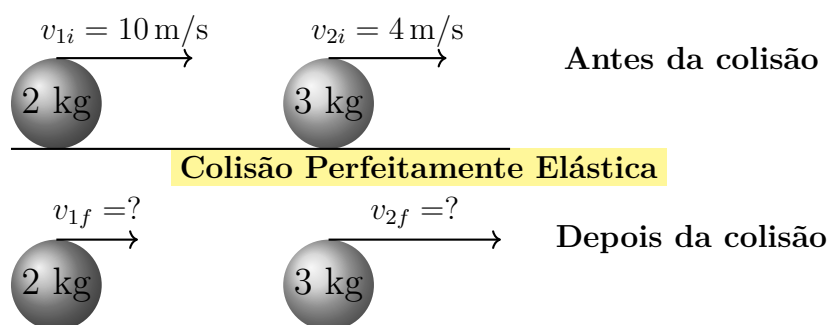 v₁ᵢ = 10 m/s
v₂ᵢ = 4 m/s
Antes da colisão
2 kg
3 kg
Colisão Perfeitamente Elástica
v₁f =?
v₂f =?
Depois da colisão
2 kg
3 kg